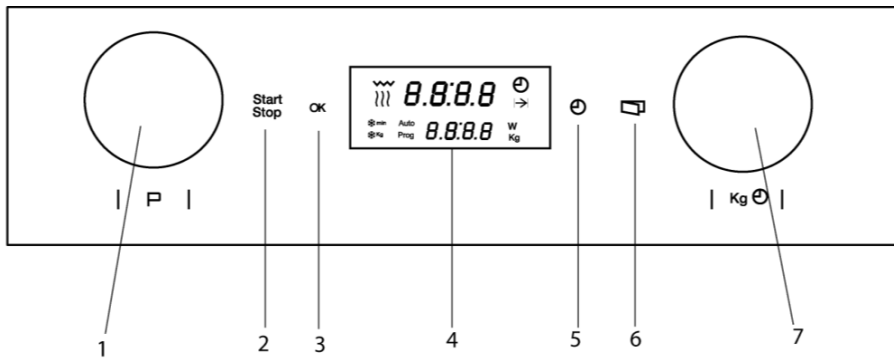 Start
Stop
OK
8.8:8.8
min Auto 8.8:8.8 W
Kg Prog Kg
P
Kg
1 2 3 4 5 6 7